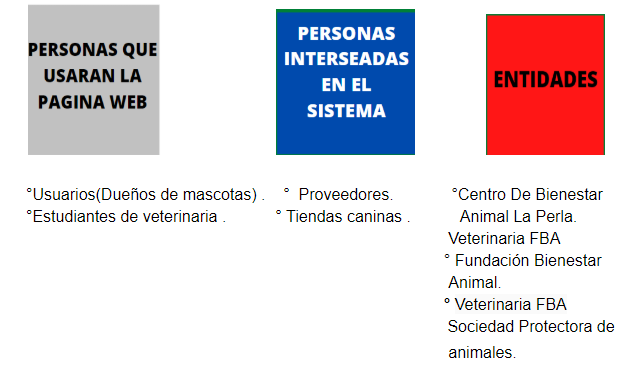 PERSONAS QUE
USARAN LA
PAGINA WEB
PERSONAS
INTERSEADAS
EN EL
SISTEMA
ENTIDADES
°Usuarios(Dueños de mascotas) .
°Estudiantes de veterinaria .
° Proveedores.
° Tiendas caninas .
°Centro De Bienestar
Animal La Perla.
Veterinaria FBA
° Fundación Bienestar
Animal.
° Veterinaria FBA
Sociedad Protectora de
animales.